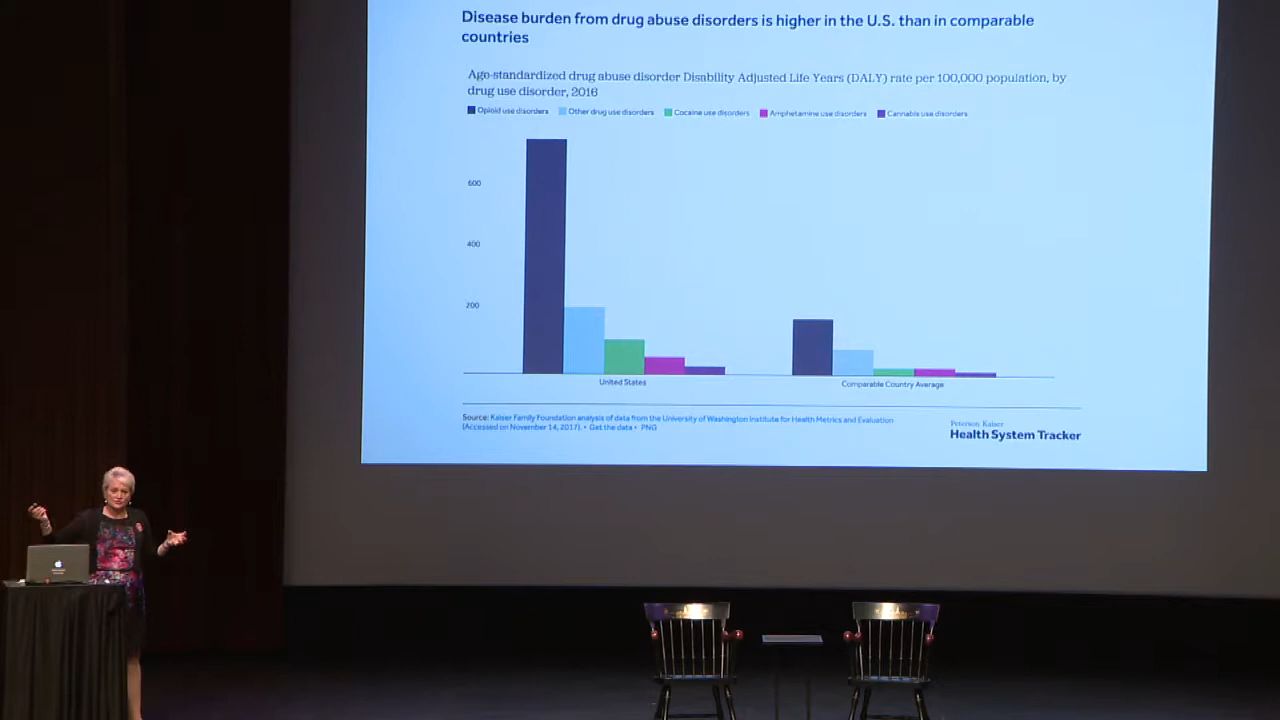 Disease burden from drug abuse disorders is higher in the U.S. than in comparable
countries
Age-standardized drug abuse disorder Disability Adjusted Life Years (DALY) rate per 100,000 population, by
drug use disorder, 2016
Opioid use disorders Other drug use disorders Cocaine use disorders Amphetamine use disorders Cannabis use disorders
600
400
200
United States Comparable Country Average
Source: Kaiser Family Foundation analysis of data from the University of Washington Institute for Health Metrics and Evaluation
(Accessed on November 14, 2017). • Get the data • PNG
Peterson-Kaiser
Health System Tracker